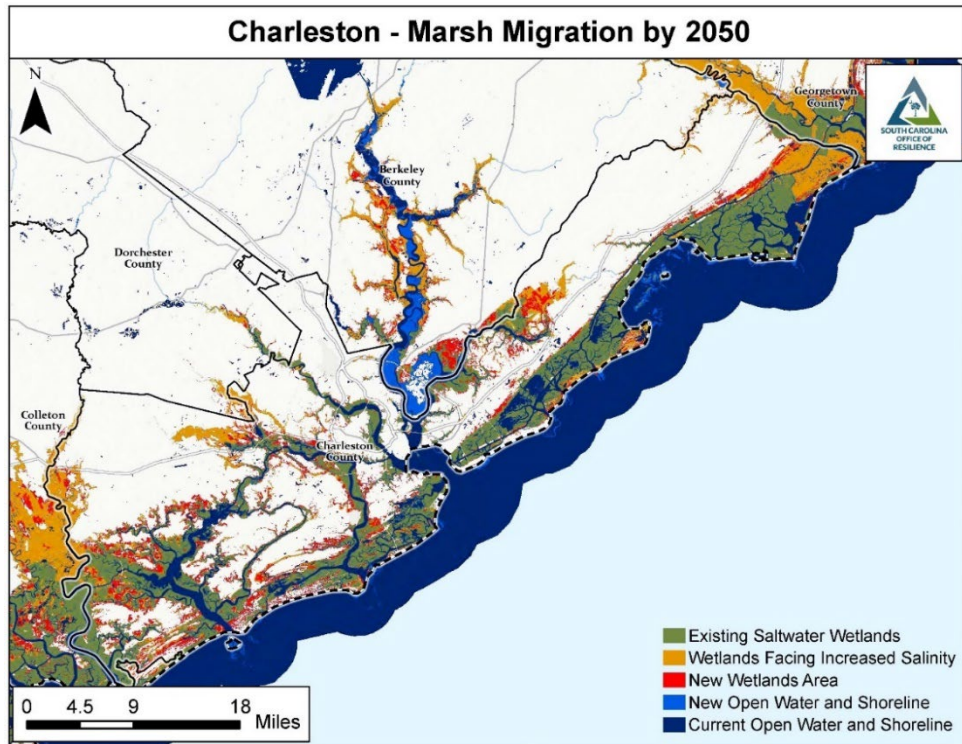 Charleston - Marsh Migration by 2050
N
Georgetown
County
SOUTH CAROLINA
OFFICE OF
RESILIENCE
Berkeley
County
Dorchester
County
Colleton
County
Charleston
County
Existing Saltwater Wetlands
Wetlands Facing Increased Salinity
New Wetlands Area
New Open Water and Shoreline
Current Open Water and Shoreline
0 4.5 9 18
Miles